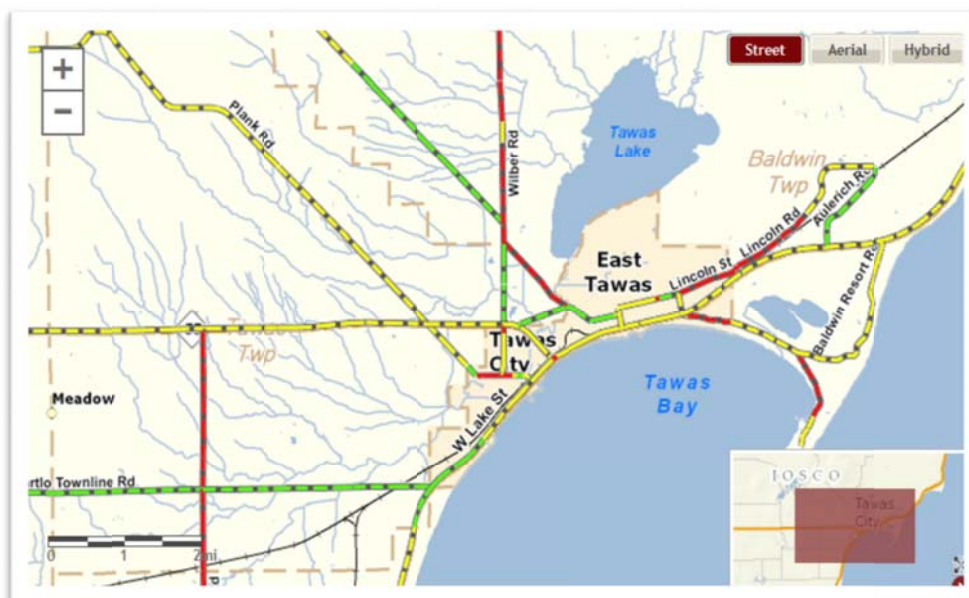 Street
Aerial
Hybrid
+
−
Plank Rd
Wilber Rd
Tawas
Lake
Baldwin
Twp
Aulerich Rd
Lincoln Rd
Lincoln St
East
Tawas
Baldwin Resort R
Twp
Tawas
City
Meadow
W Lake St
Tawas
Bay
rtlo Townline Rd
0
1
2 mi
d
IOSCO
Tawas
City